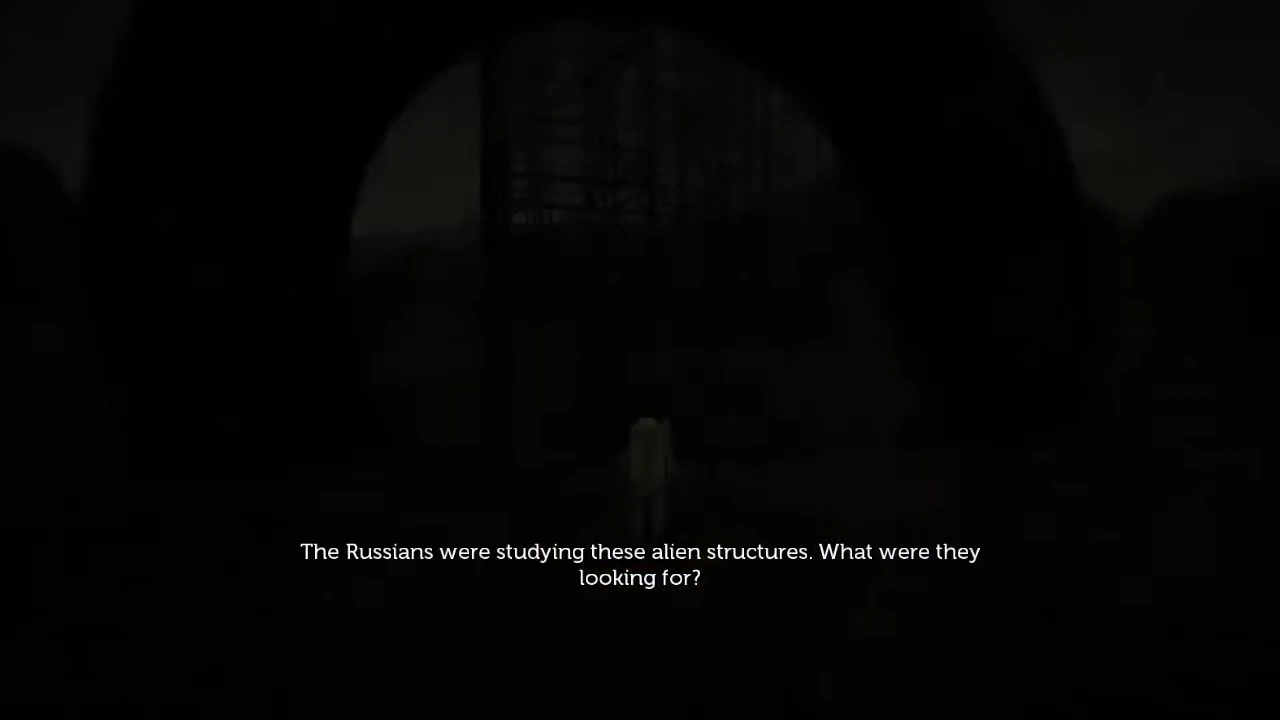 The Russians were studying these alien structures. What were they
looking for?